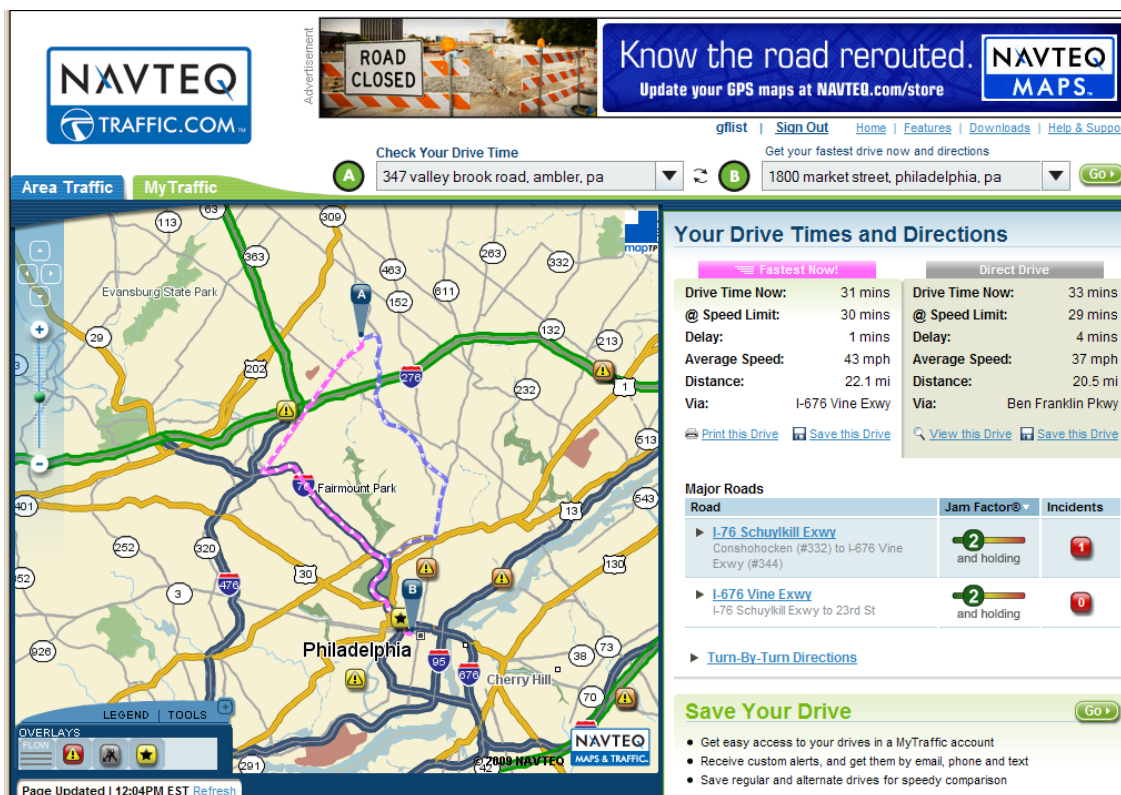 NAVTEQ
TRAFFIC.COM
Advertisement
ROAD
CLOSED
Know the road rerouted.
Update your GPS maps at NAVTEQ.com/store
NAVTEQ
MAPS
gflist | Sign Out Home | Features | Downloads | Help & Suppor
Check Your Drive Time
Get your fastest drive now and directions
A 347 valley brook road, ambler, pa B 1800 market street, philadelphia, pa Go
Area Traffic MyTraffic
63
309
113
363
263
463
332
mapTP
Evansburg State Park
152
611
A
29
132
213
202
276
1
232
513
76
Fairmount Park
543
401
13
252
320
30
130
352
476
3
B
Philadelphia
926
95
676
38
73
Cherry Hill
70
LEGEND | TOOLS
OVERLAYS
FLOW
291
42
© 2009 NAVTEQ
NAVTEQ
MAPS & TRAFFIC
Page Updated | 12:04PM EST Refresh
Your Drive Times and Directions
Fastest Now! Direct Drive
Drive Time Now: 31 mins Drive Time Now: 33 mins
@ Speed Limit: 30 mins @ Speed Limit: 29 mins
Delay: 1 mins Delay: 4 mins
Average Speed: 43 mph Average Speed: 37 mph
Distance: 22.1 mi Distance: 20.5 mi
Via: I-676 Vine Exwy Via: Ben Franklin Pkwy
Print this Drive Save this Drive View this Drive Save this Drive
Major Roads
Road Jam Factor® Incidents
I-76 Schuylkill Exwy 2 1
Conshohocken (#332) to I-676 Vine and holding
Exwy (#344)
I-676 Vine Exwy 2 0
I-76 Schuylkill Exwy to 23rd St and holding
Turn-By-Turn Directions
Save Your Drive Go
• Get easy access to your drives in a MyTraffic account
• Receive custom alerts, and get them by email, phone and text
• Save regular and alternate drives for speedy comparison